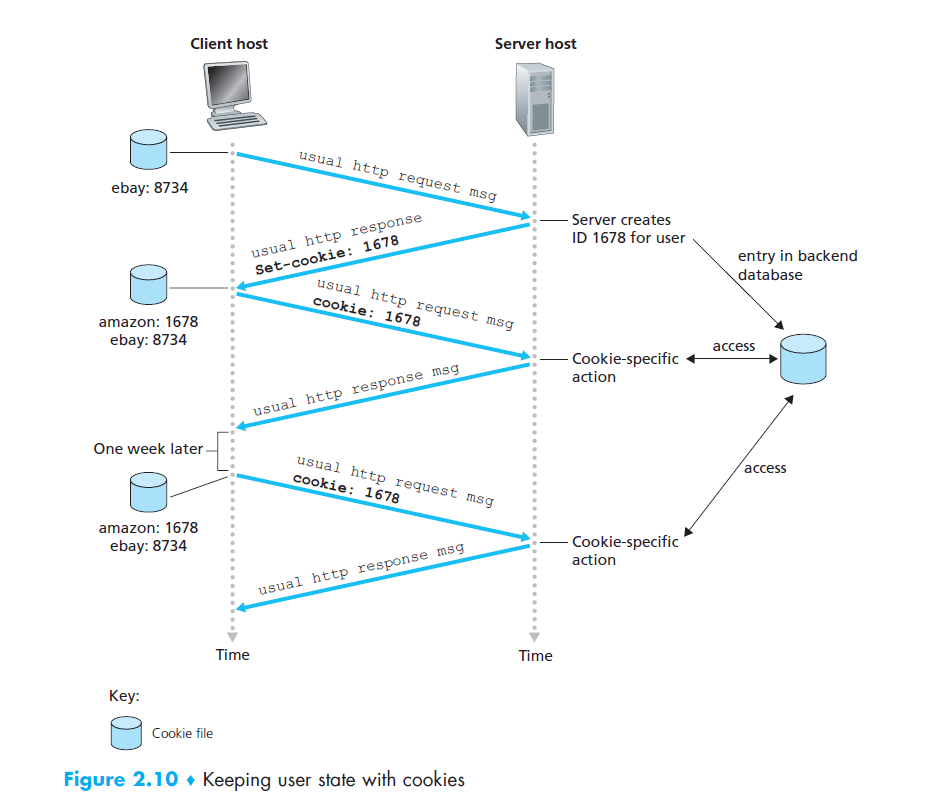 Client host
Server host
ebay: 8734
usual http request msg
Server creates
ID 1678 for user
entry in backend
database
usual http response
Set-cookie: 1678
amazon: 1678
ebay: 8734
usual http request msg
cookie: 1678
Cookie-specific
action
access
usual http response msg
One week later
amazon: 1678
ebay: 8734
usual http request msg
cookie: 1678
access
Cookie-specific
action
usual http response msg
Time
Time
Key:
Cookie file
Figure 2.10 ♦ Keeping user state with cookies